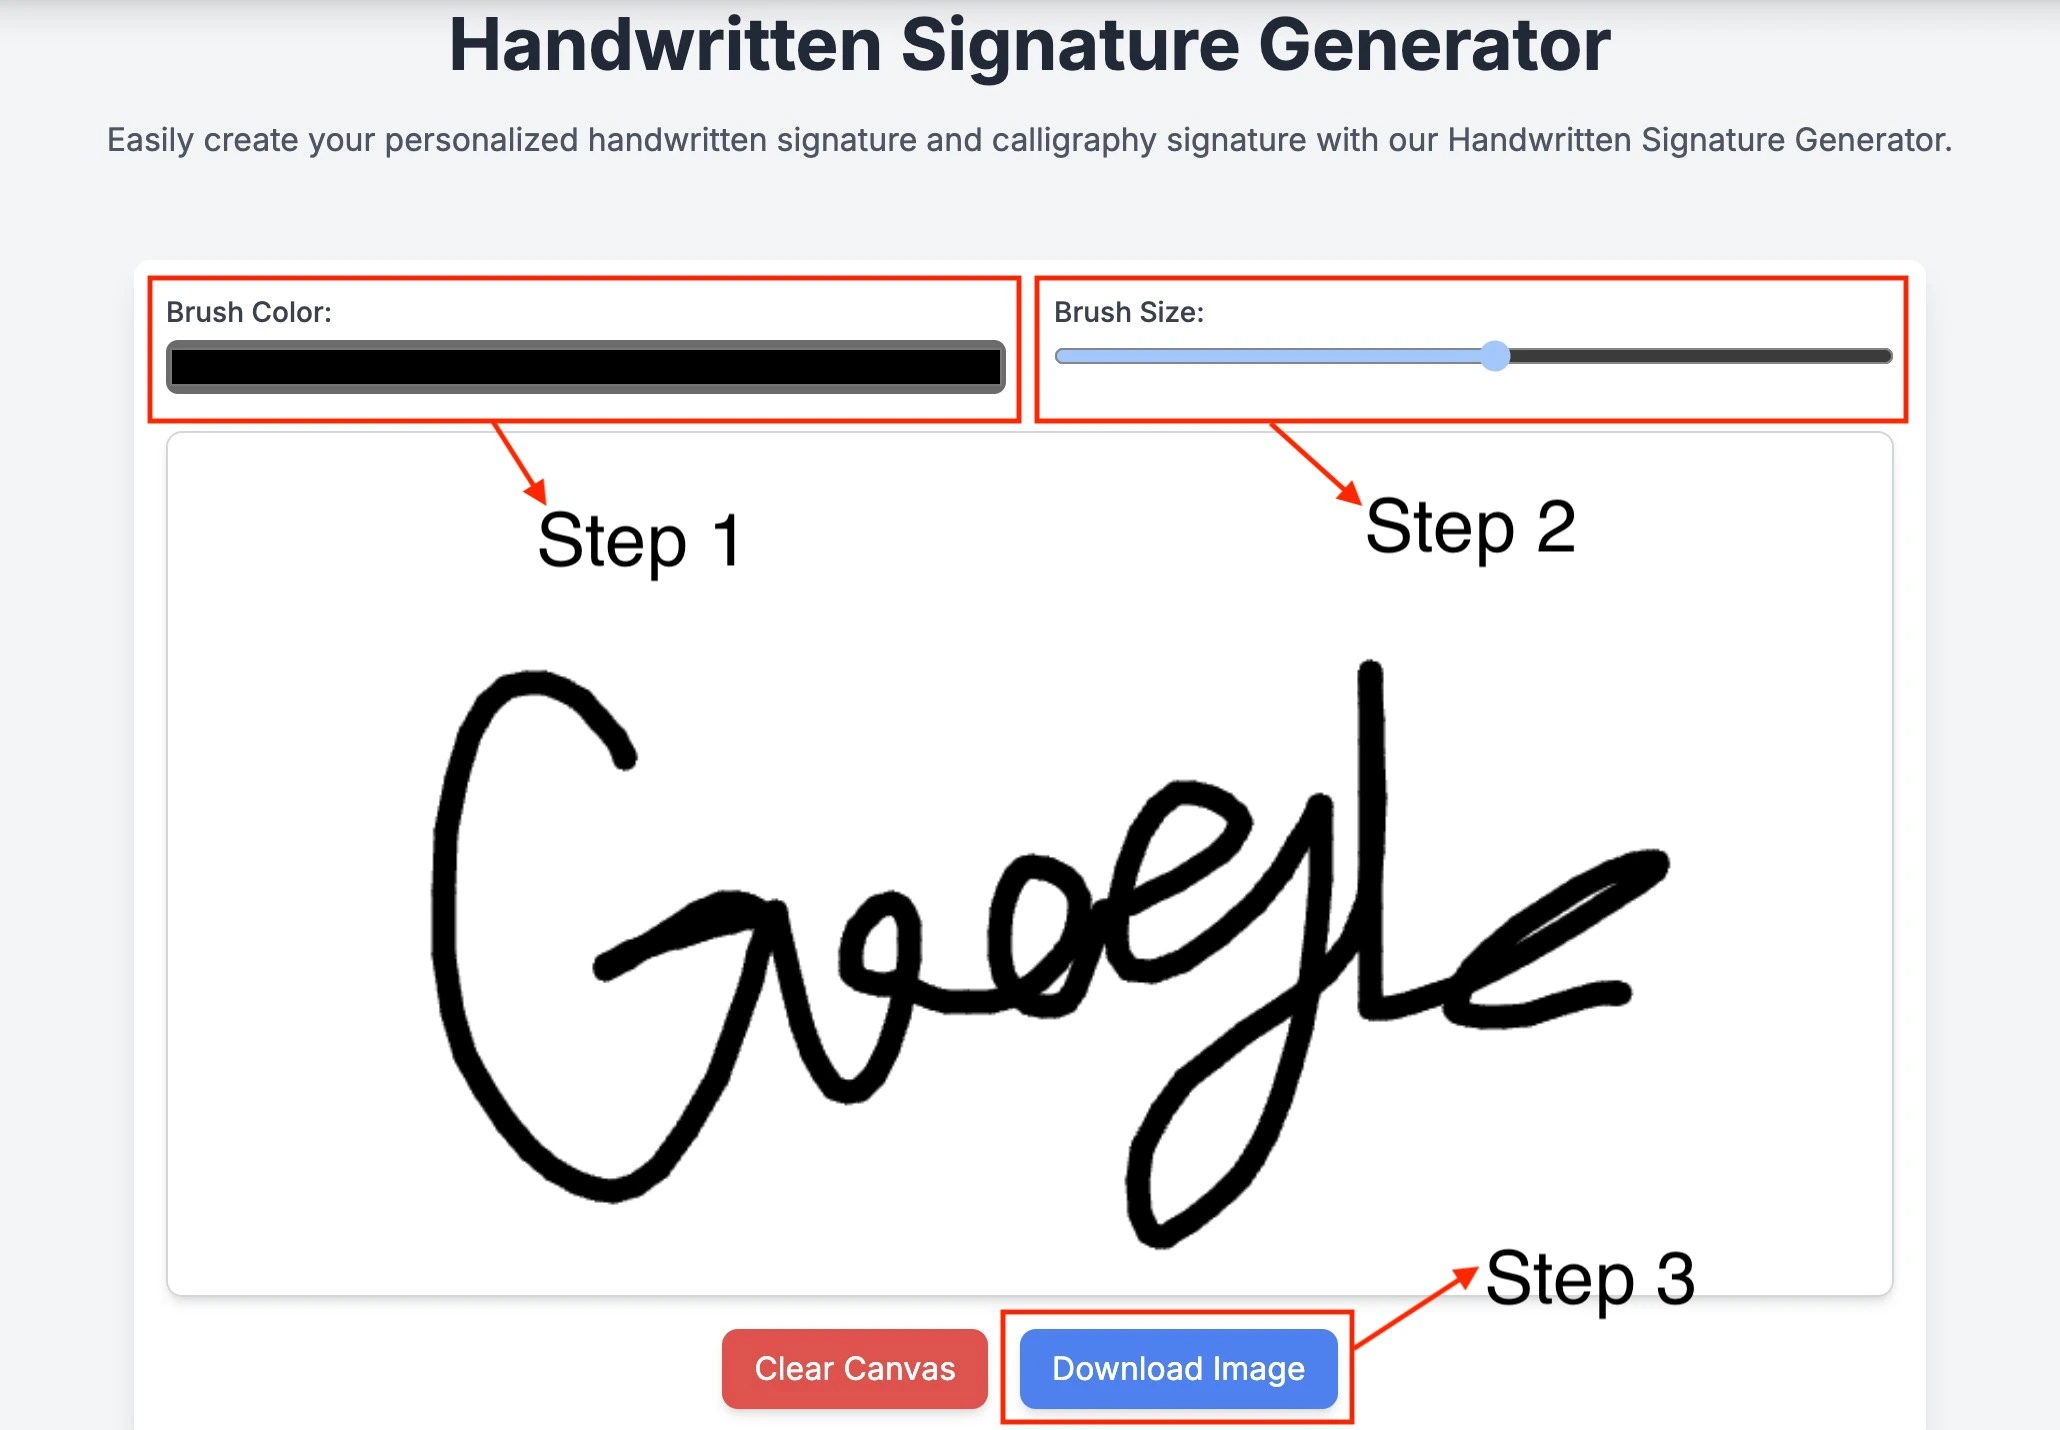 Handwritten Signature Generator
Easily create your personalized handwritten signature and calligraphy signature with our Handwritten Signature Generator.
Brush Color:
Brush Size:
Step 1
Step 2
Google
Step 3
Clear Canvas
Download Image